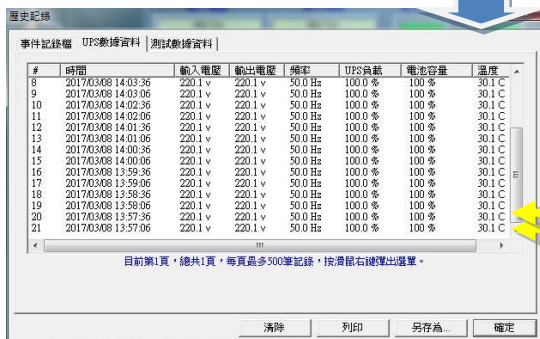 歷史記錄
事件記錄檔 UPS數據資料 測試數據資料
# 時間 輸入電壓 輸出電壓 頻率 UPS負載 電池容量 溫度
8 2017/03/08 14:03:36 220.1 v 220.1 v 50.0 Hz 100.0 % 100 % 30.1 C
9 2017/03/08 14:03:06 220.1 v 220.1 v 50.0 Hz 100.0 % 100 % 30.1 C
10 2017/03/08 14:02:36 220.1 v 220.1 v 50.0 Hz 100.0 % 100 % 30.1 C
11 2017/03/08 14:02:06 220.1 v 220.1 v 50.0 Hz 100.0 % 100 % 30.1 C
12 2017/03/08 14:01:36 220.1 v 220.1 v 50.0 Hz 100.0 % 100 % 30.1 C
13 2017/03/08 14:01:06 220.1 v 220.1 v 50.0 Hz 100.0 % 100 % 30.1 C
14 2017/03/08 14:00:36 220.1 v 220.1 v 50.0 Hz 100.0 % 100 % 30.1 C
15 2017/03/08 14:00:06 220.1 v 220.1 v 50.0 Hz 100.0 % 100 % 30.1 C
16 2017/03/08 13:59:36 220.1 v 220.1 v 50.0 Hz 100.0 % 100 % 30.1 C
17 2017/03/08 13:59:06 220.1 v 220.1 v 50.0 Hz 100.0 % 100 % 30.1 C
18 2017/03/08 13:58:36 220.1 v 220.1 v 50.0 Hz 100.0 % 100 % 30.1 C
19 2017/03/08 13:58:06 220.1 v 220.1 v 50.0 Hz 100.0 % 100 % 30.1 C
20 2017/03/08 13:57:36 220.1 v 220.1 v 50.0 Hz 100.0 % 100 % 30.1 C
21 2017/03/08 13:57:06 220.1 v 220.1 v 50.0 Hz 100.0 % 100 % 30.1 C
目前第1頁，總共1頁，每頁最多500筆記錄，按滑鼠右鍵彈出選單。
清除 列印 另存為... 確定